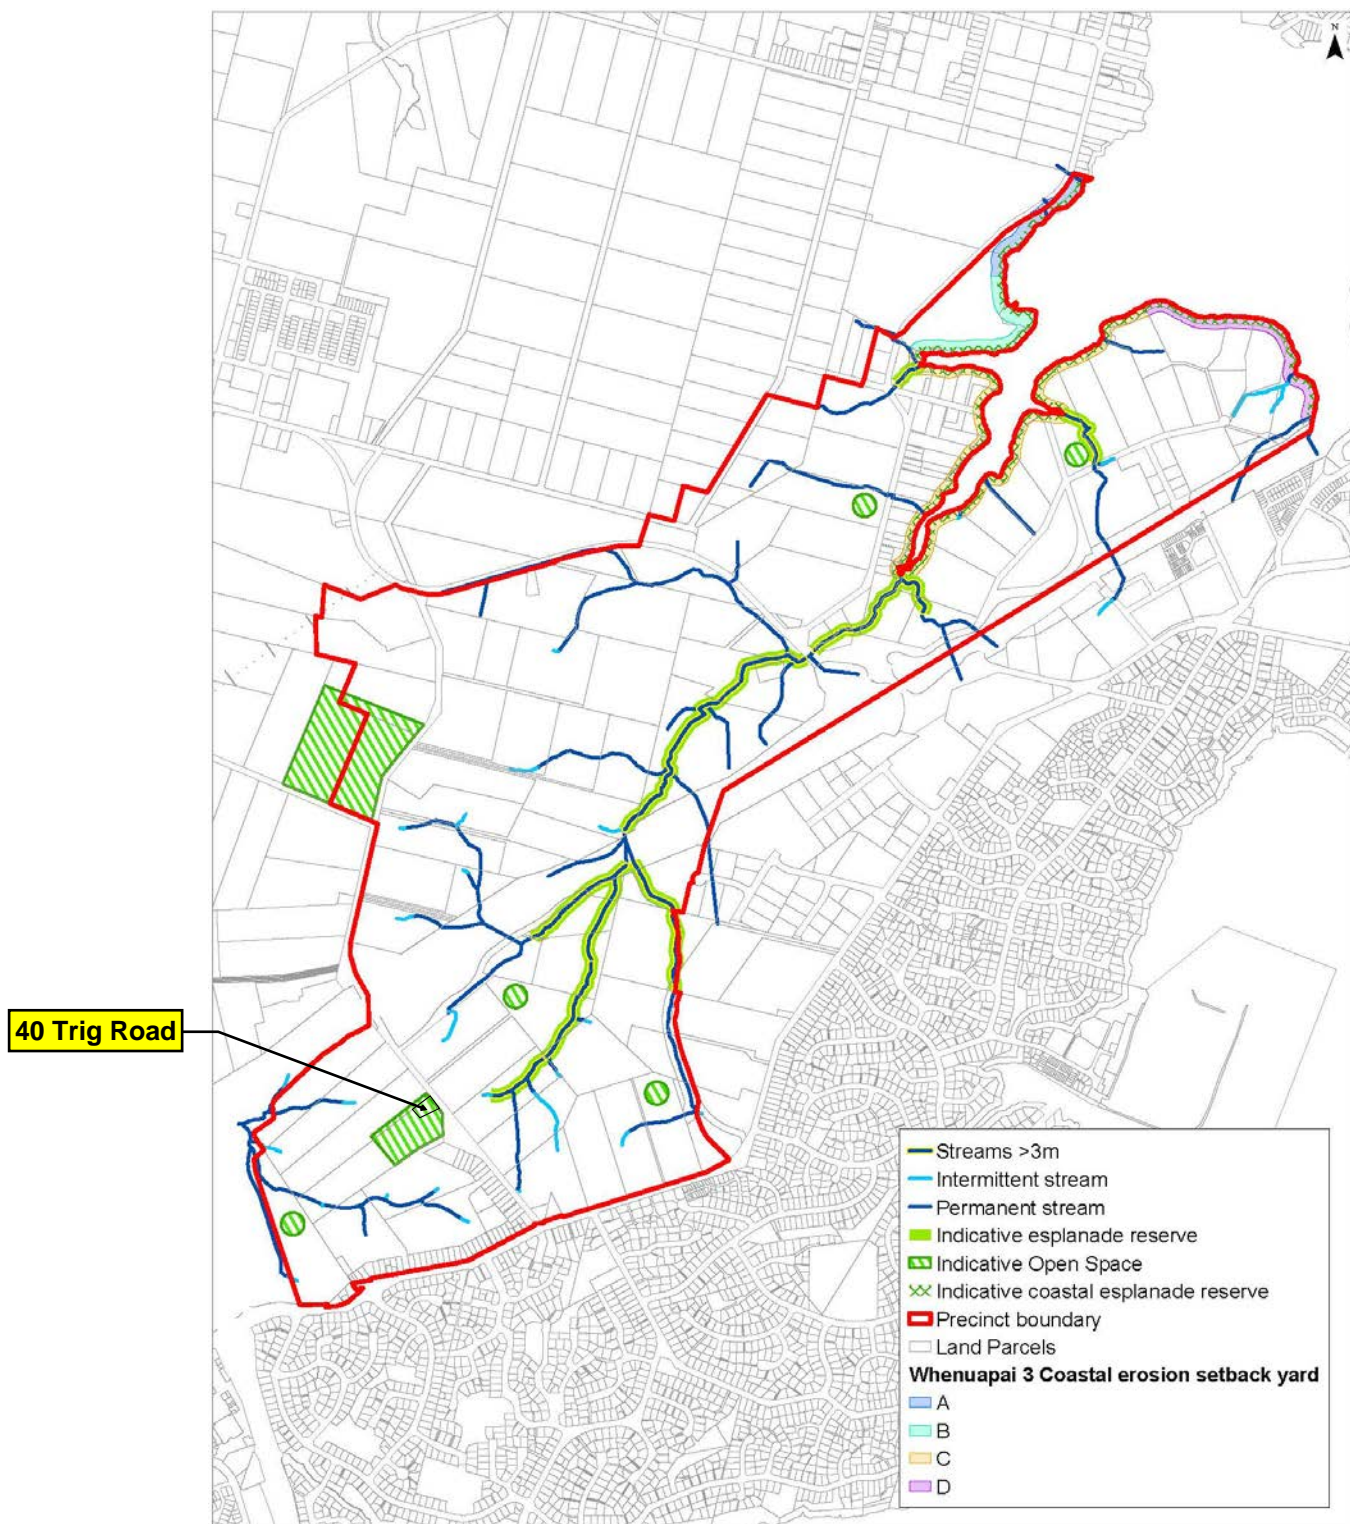 N
40 Trig Road
Streams >3m
Intermittent stream
Permanent stream
Indicative esplanade reserve
Indicative Open Space
Indicative coastal esplanade reserve
Precinct boundary
Land Parcels
Whenuapai 3 Coastal erosion setback yard
A
B
C
D